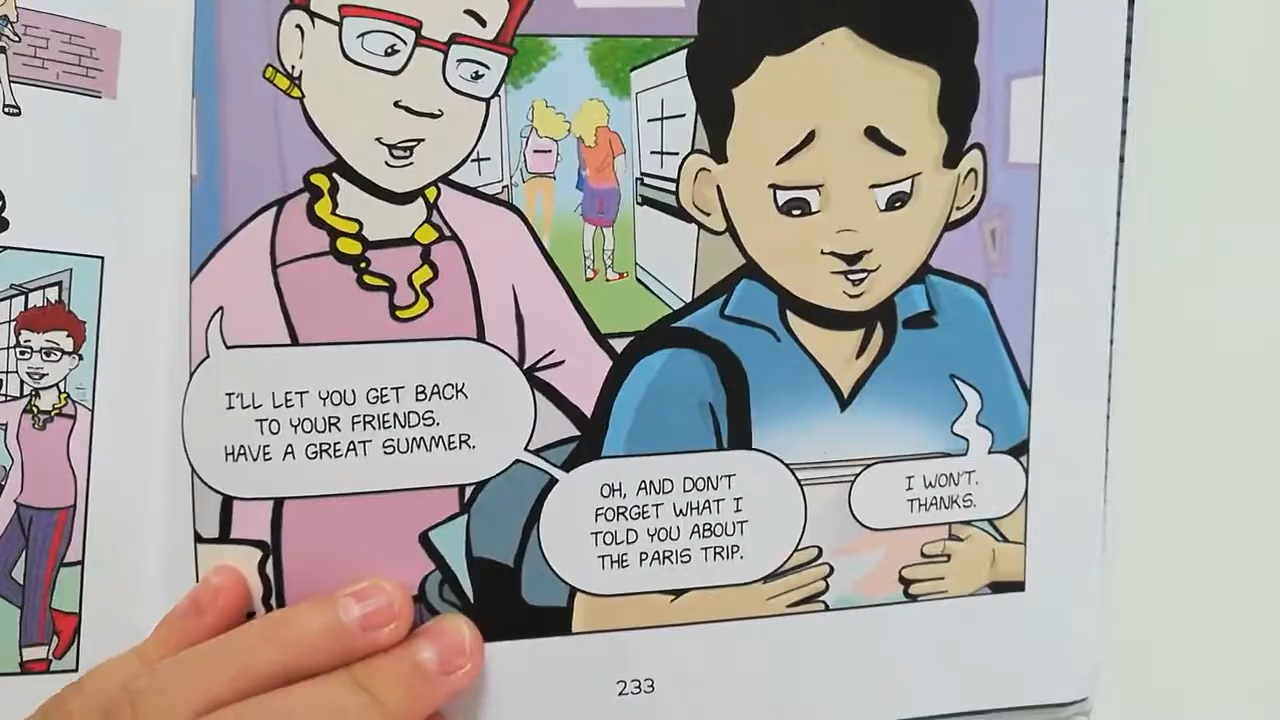 I'LL LET YOU GET BACK
TO YOUR FRIENDS.
HAVE A GREAT SUMMER.
OH, AND DON'T
FORGET WHAT I
TOLD YOU ABOUT
THE PARIS TRIP.
I WON'T.
THANKS.
233